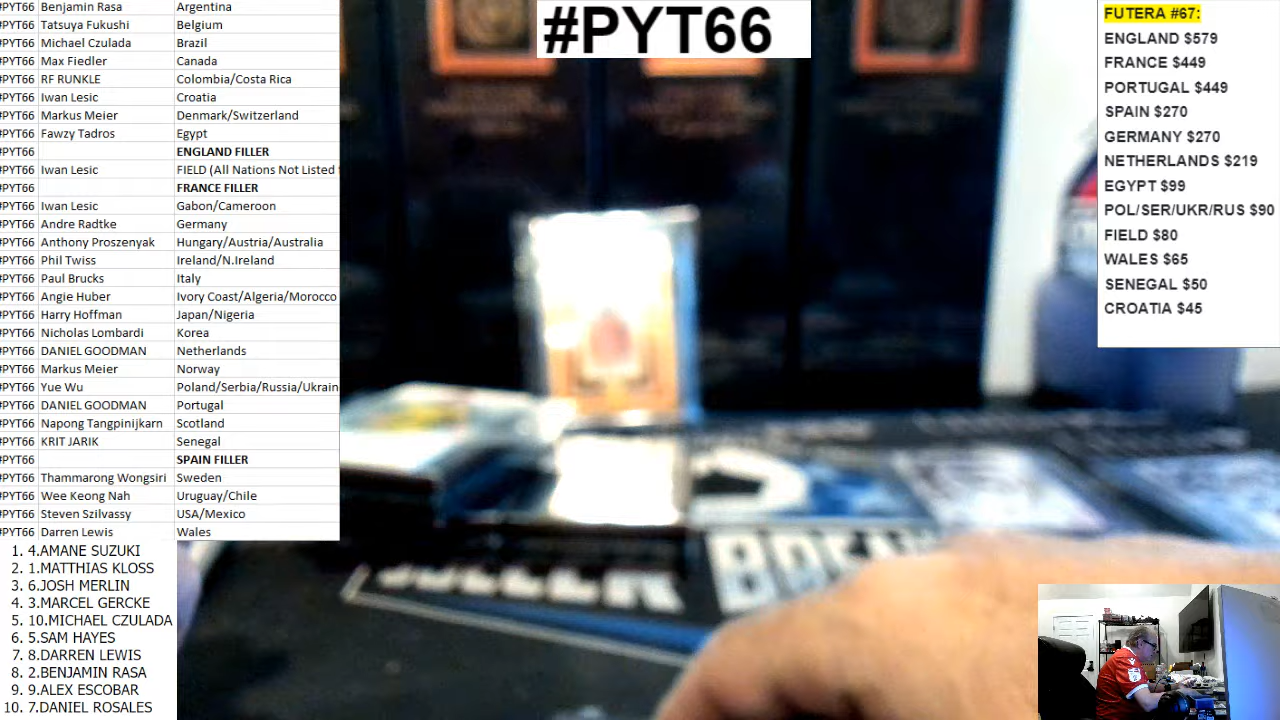 #PYT66 Benjamin Rasa Argentina
#PYT66 Tatsuya Fukushi Belgium
#PYT66 Michael Czulada Brazil
#PYT66 Max Fiedler Canada
#PYT66 RF RUNKLE Colombia/Costa Rica
#PYT66 Iwan Lesic Croatia
#PYT66 Markus Meier Denmark/Switzerland
#PYT66 Fawzy Tadros Egypt
#PYT66 ENGLAND FILLER
#PYT66 Iwan Lesic FIELD (All Nations Not Listed
#PYT66 FRANCE FILLER
#PYT66 Iwan Lesic Gabon/Cameroon
#PYT66 Andre Radtke Germany
#PYT66 Anthony Proszenyak Hungary/Austria/Australia
#PYT66 Phil Twiss Ireland/N.Ireland
#PYT66 Paul Brucks Italy
#PYT66 Angie Huber Ivory Coast/Algeria/Morocco
#PYT66 Harry Hoffman Japan/Nigeria
#PYT66 Nicholas Lombardi Korea
#PYT66 DANIEL GOODMAN Netherlands
#PYT66 Markus Meier Norway
#PYT66 Yue Wu Poland/Serbia/Russia/Ukrain
#PYT66 DANIEL GOODMAN Portugal
#PYT66 Napong Tangpinijkarn Scotland
#PYT66 KRIT JARIK Senegal
#PYT66 SPAIN FILLER
#PYT66 Thammarong Wongsiri Sweden
#PYT66 Wee Keong Nah Uruguay/Chile
#PYT66 Steven Szilvassy USA/Mexico
#PYT66 Darren Lewis Wales
1. 4.AMANE SUZUKI
2. 1.MATTHIAS KLOSS
3. 6.JOSH MERLIN
4. 3.MARCEL GERCKE
5. 10.MICHAEL CZULADA
6. 5.SAM HAYES
7. 8.DARREN LEWIS
8. 2.BENJAMIN RASA
9. 9.ALEX ESCOBAR
10. 7.DANIEL ROSALES
#PYT66
FUTERA #67:
ENGLAND $579
FRANCE $449
PORTUGAL $449
SPAIN $270
GERMANY $270
NETHERLANDS $219
EGYPT $99
POL/SER/UKR/RUS $90
FIELD $80
WALES $65
SENEGAL $50
CROATIA $45